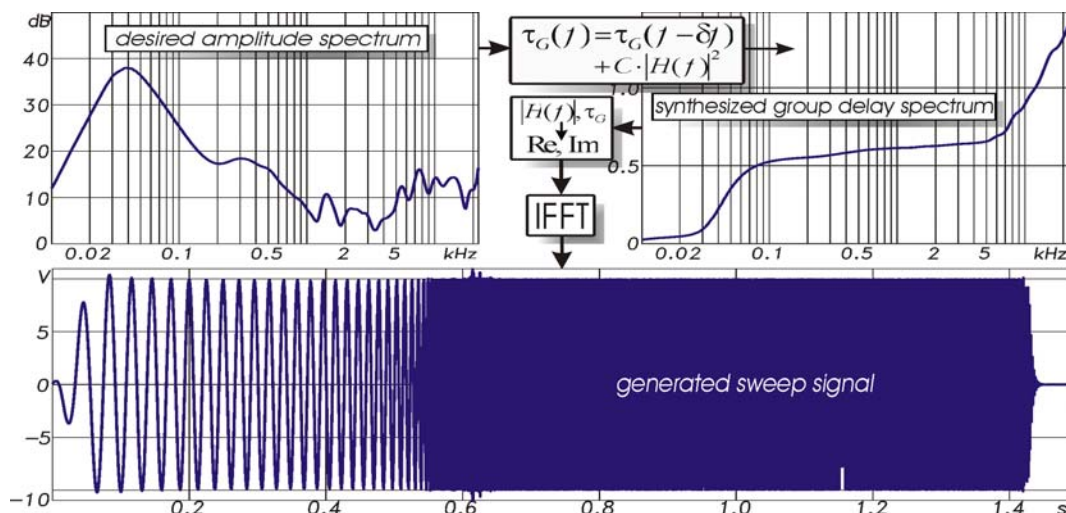 dB
desired amplitude spectrum
40
30
20
10
0
0.02 0.1 0.5 1 2 5 kHz
τG(f)=τG(f−δf)
+C·|H(f)|²
|H(f)|,τG
Re, Im
IFFT
synthesized group delay spectrum
1.0
0.5
0
0.02 0.1 0.5 1 2 5 kHz
V
5
0
−5
−10
generated sweep signal
0.2 0.4 0.6 0.8 1.0 1.2 1.4 s